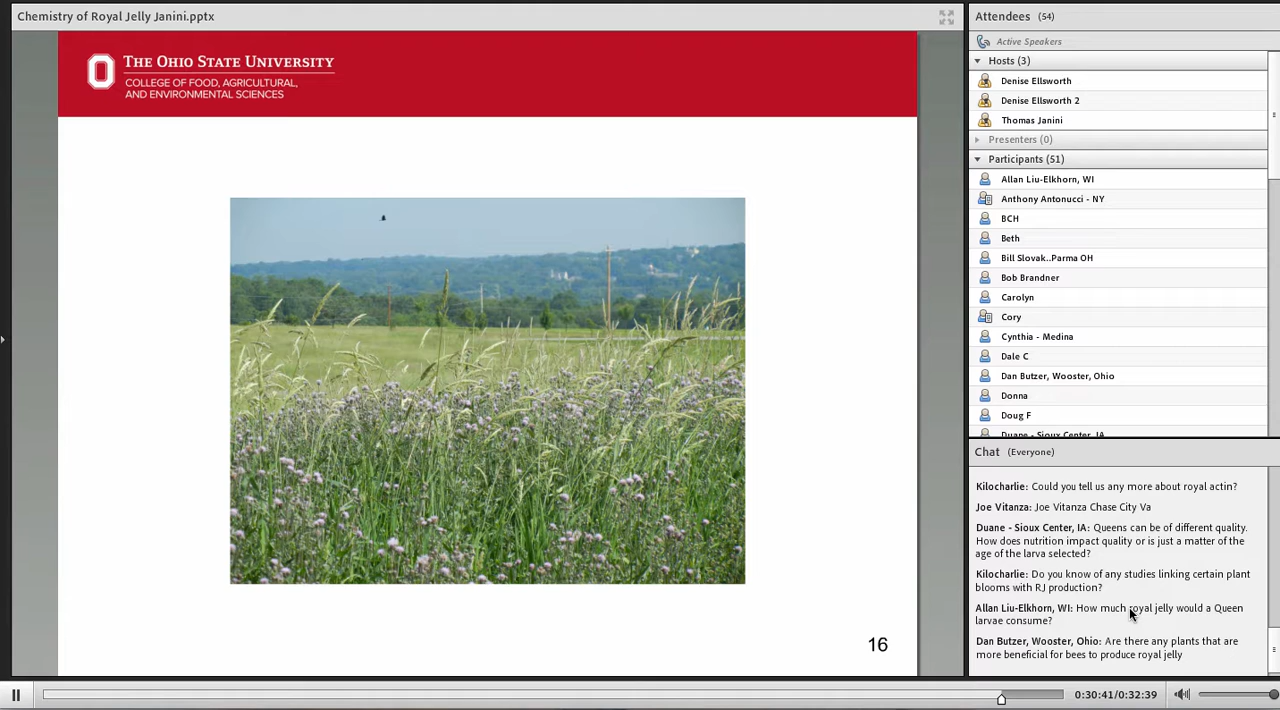 Chemistry of Royal Jelly Janini.pptx
THE OHIO STATE UNIVERSITY
COLLEGE OF FOOD, AGRICULTURAL,
AND ENVIRONMENTAL SCIENCES
16
Attendees (54)
Active Speakers
Hosts (3)
Denise Ellsworth
Denise Ellsworth 2
Thomas Janini
Presenters (0)
Participants (51)
Allan Liu-Elkhorn, WI
Anthony Antonucci - NY
BCH
Beth
Bill Slovak..Parma OH
Bob Brandner
Carolyn
Cory
Cynthia - Medina
Dale C
Dan Butzer, Wooster, Ohio
Donna
Doug F
Duane - Sioux Center, IA
Chat (Everyone)
Kilocharlie: Could you tell us any more about royal actin?
Joe Vitanza: Joe Vitanza Chase City Va
Duane - Sioux Center, IA: Queens can be of different quality.
How does nutrition impact quality or is just a matter of the
age of the larva selected?
Kilocharlie: Do you know of any studies linking certain plant
blooms with RJ production?
Allan Liu-Elkhorn, WI: How much royal jelly would a Queen
larvae consume?
Dan Butzer, Wooster, Ohio: Are there any plants that are
more beneficial for bees to produce royal jelly
0:30:41/0:32:39